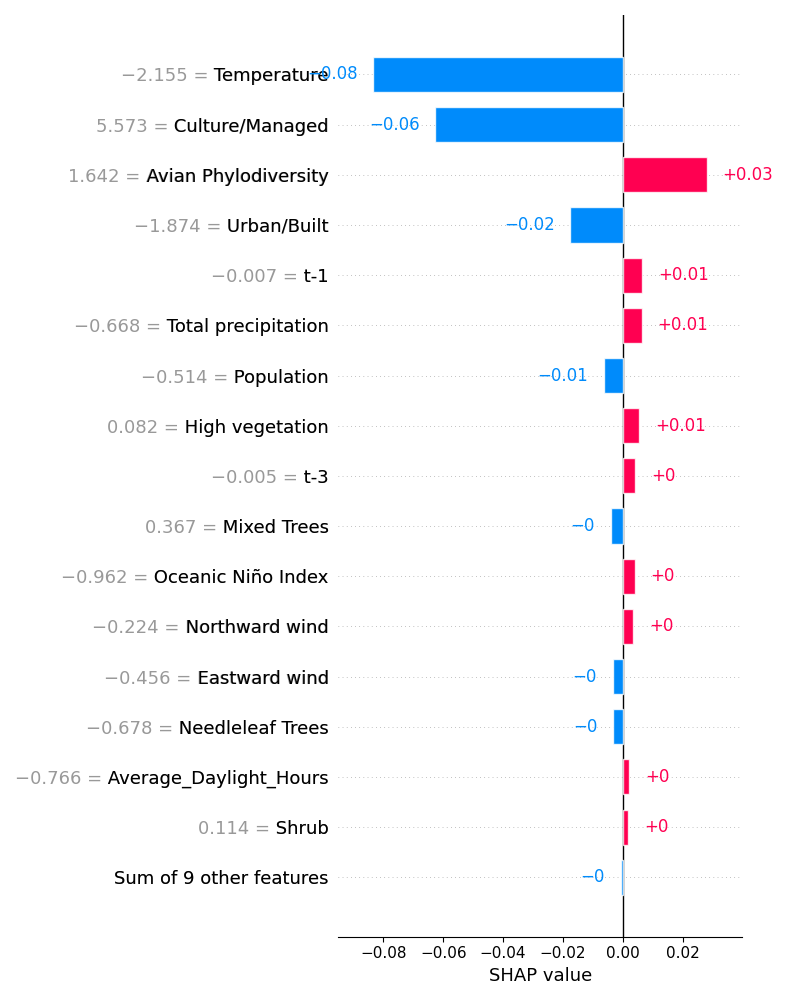 −2.155 = Temperature −0.08
5.573 = Culture/Managed −0.06
1.642 = Avian Phylodiversity +0.03
−1.874 = Urban/Built −0.02
−0.007 = t-1 +0.01
−0.668 = Total precipitation +0.01
−0.514 = Population −0.01
0.082 = High vegetation +0.01
−0.005 = t-3 +0
0.367 = Mixed Trees −0
−0.962 = Oceanic Niño Index +0
−0.224 = Northward wind +0
−0.456 = Eastward wind −0
−0.678 = Needleleaf Trees −0
−0.766 = Average_Daylight_Hours +0
0.114 = Shrub +0
Sum of 9 other features −0
−0.08 −0.06 −0.04 −0.02 0.00 0.02
SHAP value